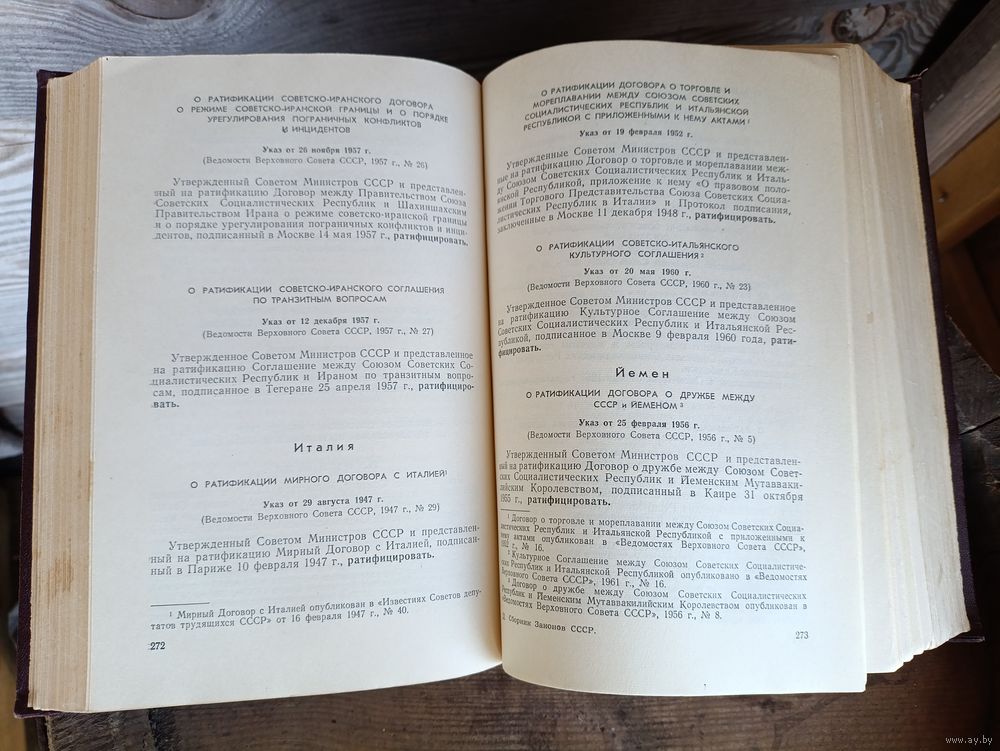 О РАТИФИКАЦИИ СОВЕТСКО-ИРАНСКОГО ДОГОВОРА
О РЕЖИМЕ СОВЕТСКО-ИРАНСКОЙ ГРАНИЦЫ И О ПОРЯДКЕ
УРЕГУЛИРОВАНИЯ ПОГРАНИЧНЫХ КОНФЛИКТОВ
И ИНЦИДЕНТОВ
Указ от 26 ноября 1957 г.
(Ведомости Верховного Совета СССР, 1957 г., № 26)
Утвержденный Советом Министров СССР и представлен-
ный на ратификацию Договор между Правительством Союза
Советских Социалистических Республик и Шахиншахским
Правительством Ирана о режиме советско-иранской границы
и о порядке урегулирования пограничных конфликтов и инци-
дентов, подписанный в Москве 14 мая 1957 г., ратифицировать.
О РАТИФИКАЦИИ СОВЕТСКО-ИРАНСКОГО СОГЛАШЕНИЯ
ПО ТРАНЗИТНЫМ ВОПРОСАМ
Указ от 12 декабря 1957 г.
(Ведомости Верховного Совета СССР, 1957 г., № 27)
Утвержденное Советом Министров СССР и представленное
на ратификацию Соглашение между Союзом Советских Со-
циалистических Республик и Ираном по транзитным вопро-
сам, подписанное в Тегеране 25 апреля 1957 г., ратифициро-
вать.
Италия
О РАТИФИКАЦИИ МИРНОГО ДОГОВОРА С ИТАЛИЕЙ¹
Указ от 29 августа 1947 г.
(Ведомости Верховного Совета СССР, 1947 г., № 29)
Утвержденный Советом Министров СССР и представлен-
ный на ратификацию Мирный Договор с Италией, подписан-
ный в Париже 10 февраля 1947 г., ратифицировать.
¹ Мирный Договор с Италией опубликован в «Известиях Советов депу-
татов трудящихся СССР» от 16 февраля 1947 г., № 40.
272
О РАТИФИКАЦИИ ДОГОВОРА О ТОРГОВЛЕ И
МОРЕПЛАВАНИИ МЕЖДУ СОЮЗОМ СОВЕТСКИХ
СОЦИАЛИСТИЧЕСКИХ РЕСПУБЛИК И ИТАЛЬЯНСКОЙ
РЕСПУБЛИКОЙ С ПРИЛОЖЕННЫМИ К НЕМУ АКТАМИ¹
Указ от 19 февраля 1952 г.
Утвержденные Советом Министров СССР и представлен-
ные на ратификацию Договор о торговле и мореплавании меж-
ду Союзом Советских Социалистических Республик и Италь-
янской Республикой, приложение к нему «О правовом поло-
жении Торгового Представительства Союза Советских Социа-
листических Республик в Италии» и Протокол подписания,
заключенные в Москве 11 декабря 1948 г., ратифицировать.
О РАТИФИКАЦИИ СОВЕТСКО-ИТАЛЬЯНСКОГО
КУЛЬТУРНОГО СОГЛАШЕНИЯ²
Указ от 20 мая 1960 г.
(Ведомости Верховного Совета СССР, 1960 г., № 23)
Утвержденное Советом Министров СССР и представленное
на ратификацию Культурное Соглашение между Союзом
Советских Социалистических Республик и Итальянской Рес-
публикой, подписанное в Москве 9 февраля 1960 года, рати-
фицировать.
Йемен
О РАТИФИКАЦИИ ДОГОВОРА О ДРУЖБЕ МЕЖДУ
СССР и ЙЕМЕНОМ³
Указ от 25 февраля 1956 г.
(Ведомости Верховного Совета СССР, 1956 г., № 5)
Утвержденный Советом Министров СССР и представлен-
ный на ратификацию Договор о дружбе между Союзом Совет-
ских Социалистических Республик и Йеменским Мутавва-
килийским Королевством, подписанный в Каире 31 октября
1955 г., ратифицировать.
¹ Договор о торговле и мореплавании между Союзом Советских Социа-
листических Республик и Итальянской Республикой с приложенными к
нему актами опубликован в «Ведомостях Верховного Совета СССР»,
1952 г., № 16.
² Культурное Соглашение между Союзом Советских Социалистиче-
ских Республик и Итальянской Республикой опубликовано в «Ведомостях
Верховного Совета СССР», 1961 г., № 16.
³ Договор о дружбе между Союзом Советских Социалистических
Республик и Йеменским Мутаввакилийским Королевством опубликован в
«Ведомостях Верховного Совета СССР», 1956 г., № 8.
Сборник Законов СССР.
273
www.ay.by